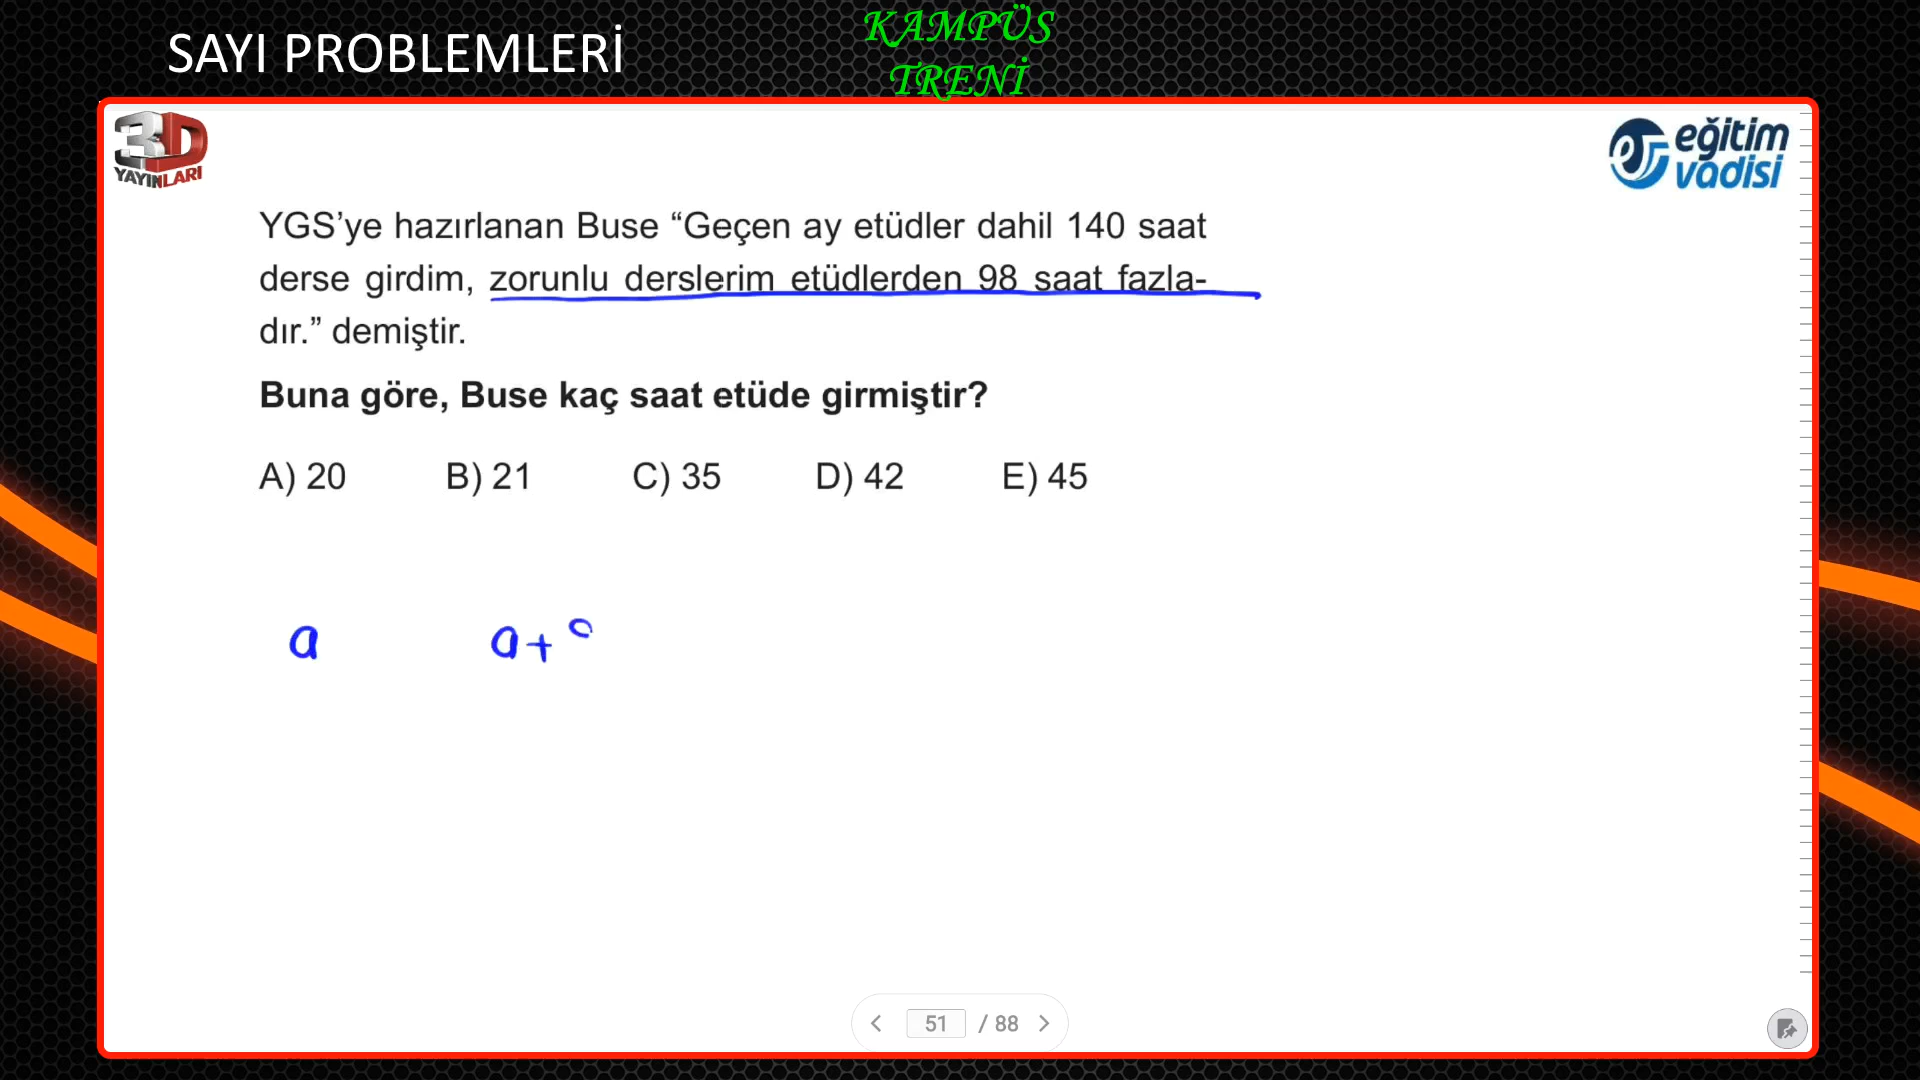 SAYI PROBLEMLERİ
KAMPÜS
TRENİ
3D
YAYINLARI
eğitim
vadisi
YGS’ye hazırlanan Buse “Geçen ay etüdler dahil 140 saat
derse girdim, zorunlu derslerim etüdlerden 98 saat fazla-
dır.” demiştir.
Buna göre, Buse kaç saat etüde girmiştir?
A) 20 B) 21 C) 35 D) 42 E) 45
a a+
51 / 88